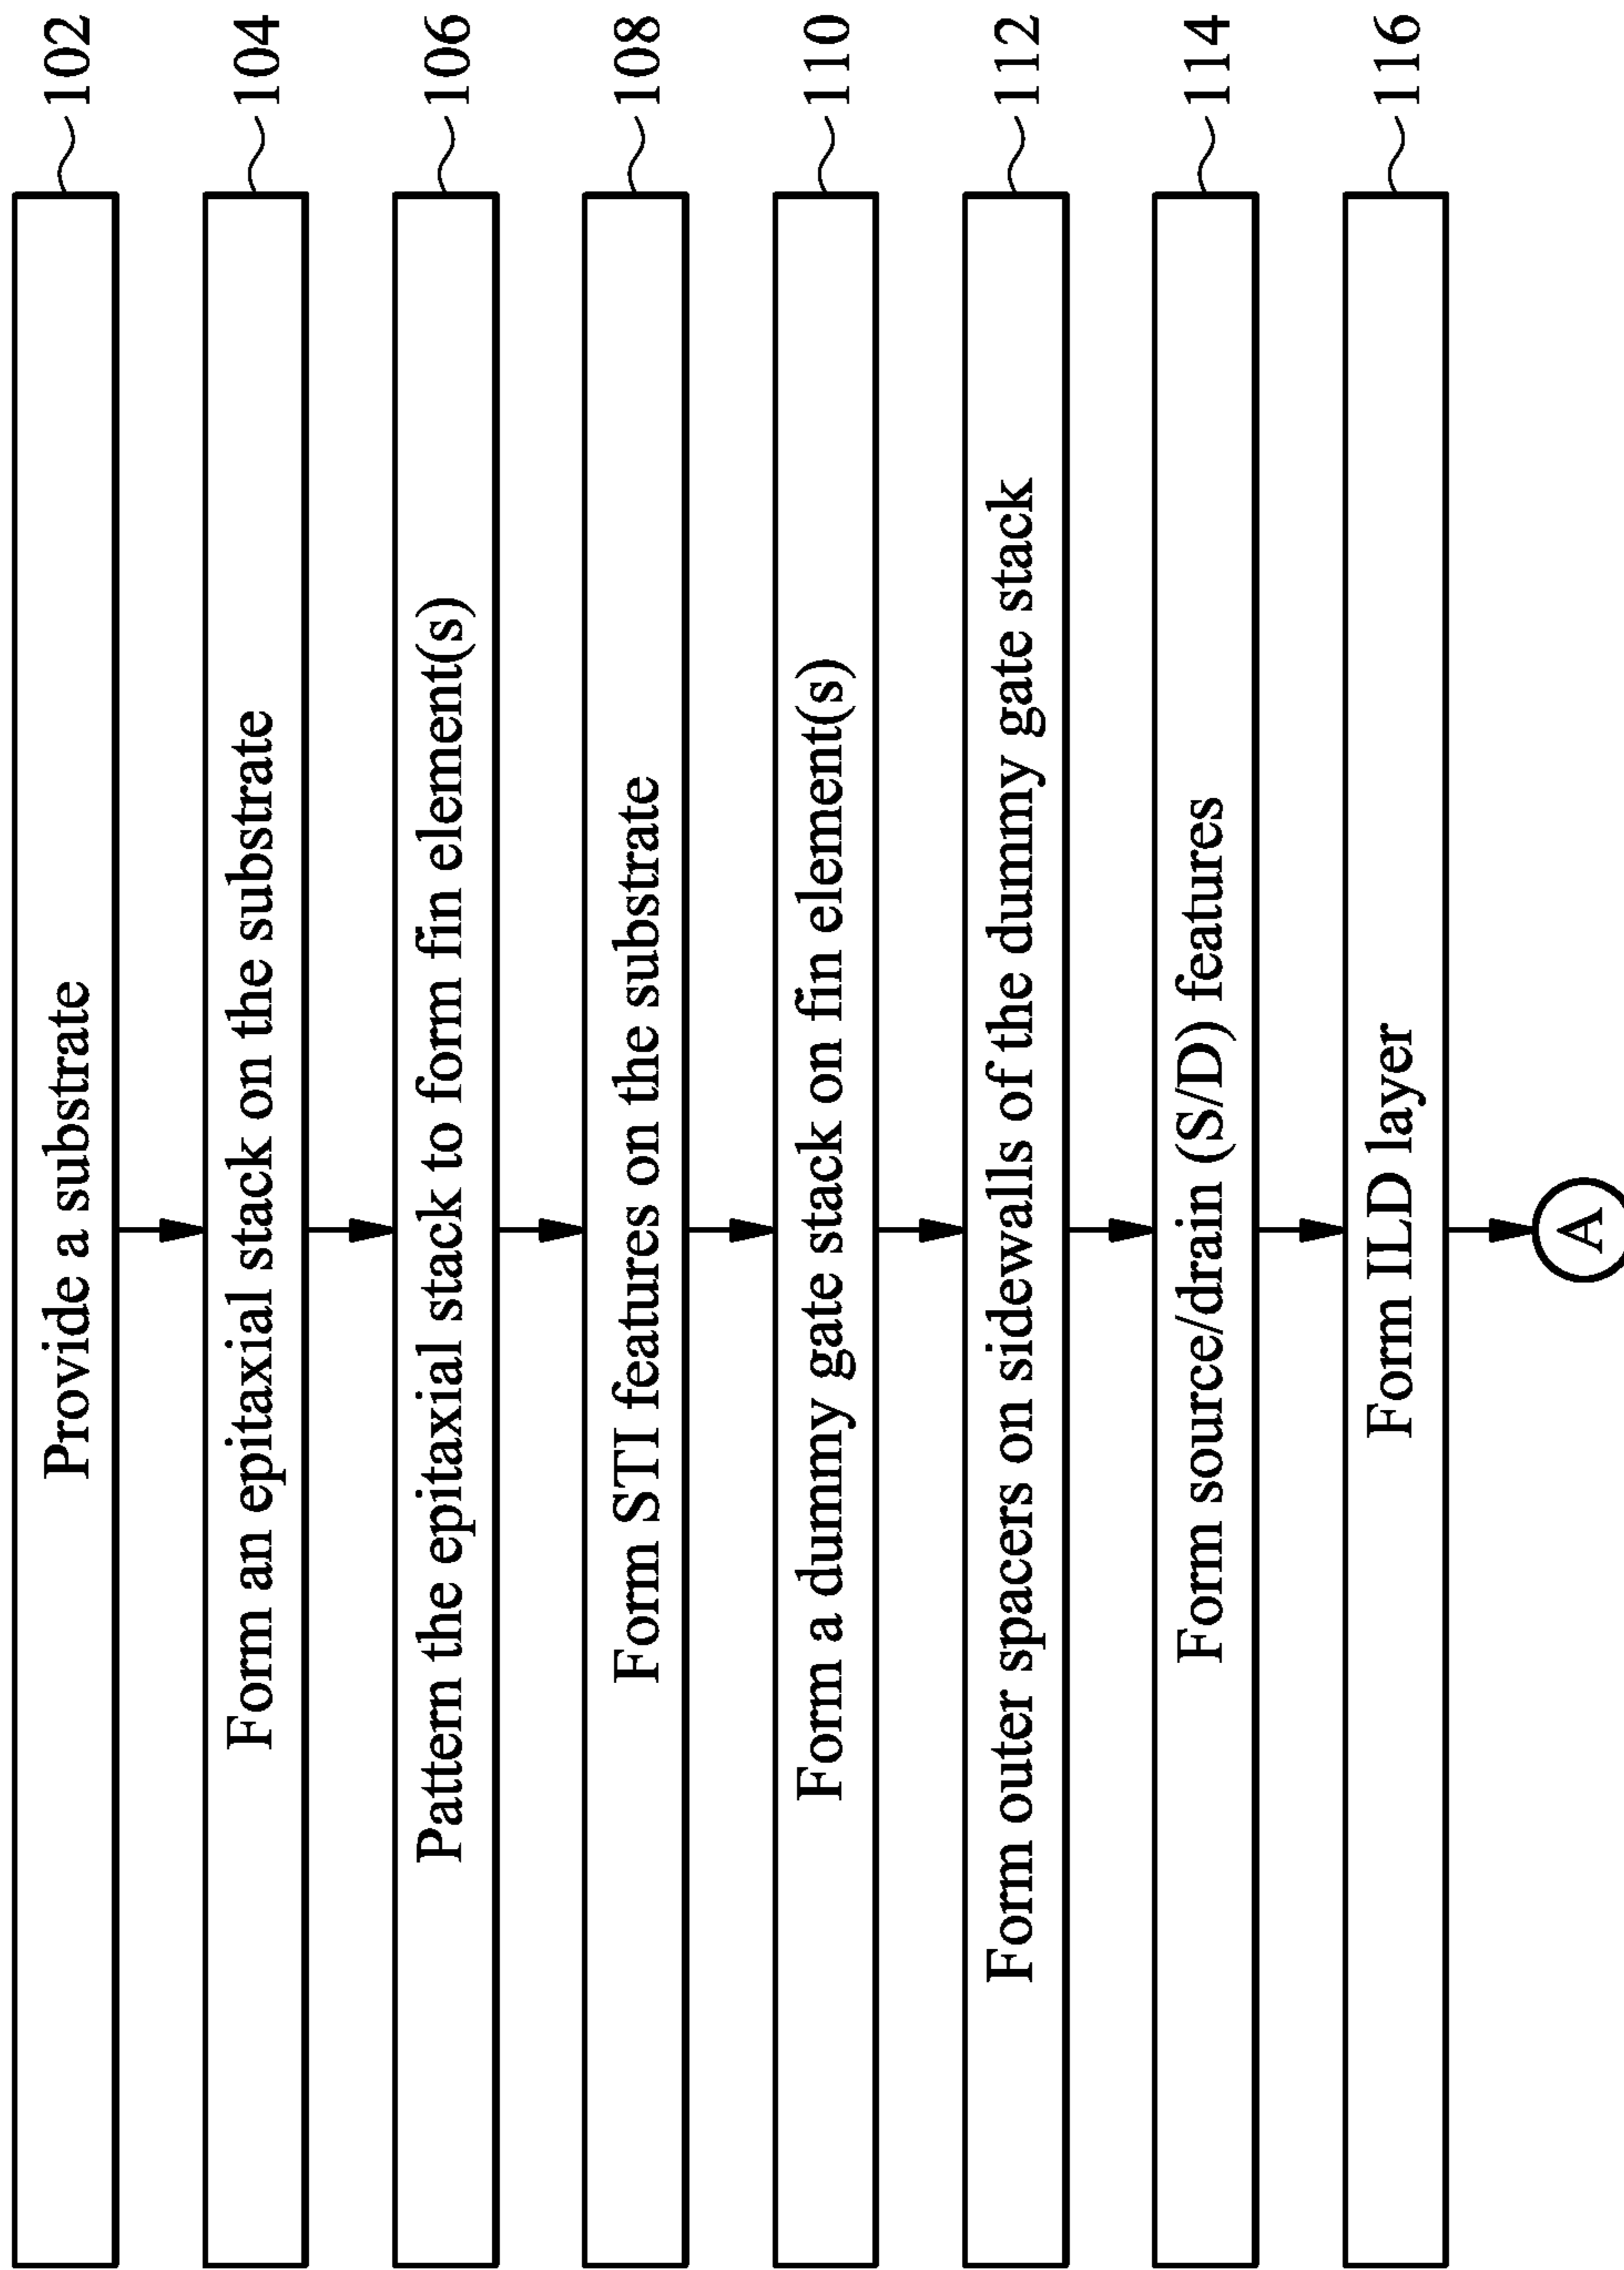 Provide a substrate 102
Form an epitaxial stack on the substrate 104
Pattern the epitaxial stack to form fin element(s) 106
Form STI features on the substrate 108
Form a dummy gate stack on fin element(s) 110
Form outer spacers on sidewalls of the dummy gate stack 112
Form source/drain (S/D) features 114
Form ILD layer 116
A